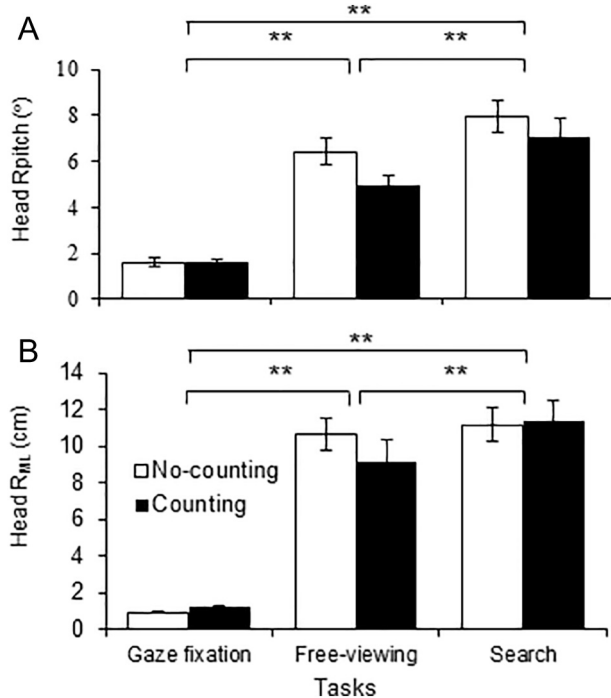 A
**
**
**
Head Rpitch (°)
10
8
6
4
2
0
B
**
**
**
Head RML (cm)
14
12
10
8
6
4
2
0
No-counting
Counting
Gaze fixation
Free-viewing
Search
Tasks